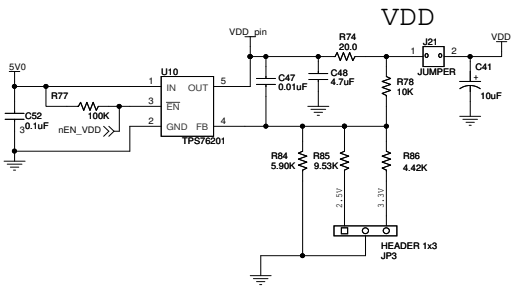 VDD
VDD_pin
R74
20.0
J21
1
2
JUMPER
VDD
5V0
U10
1
IN
OUT
5
R77
3
EN
100K
nEN_VDD
2
GND
FB
4
TPS76201
C52
0.1uF
3
C47
0.01uF
C48
4.7uF
R78
10K
C41
+
10uF
R84
5.90K
R85
9.53K
R86
4.42K
2.5V
3.3V
HEADER 1x3
JP3